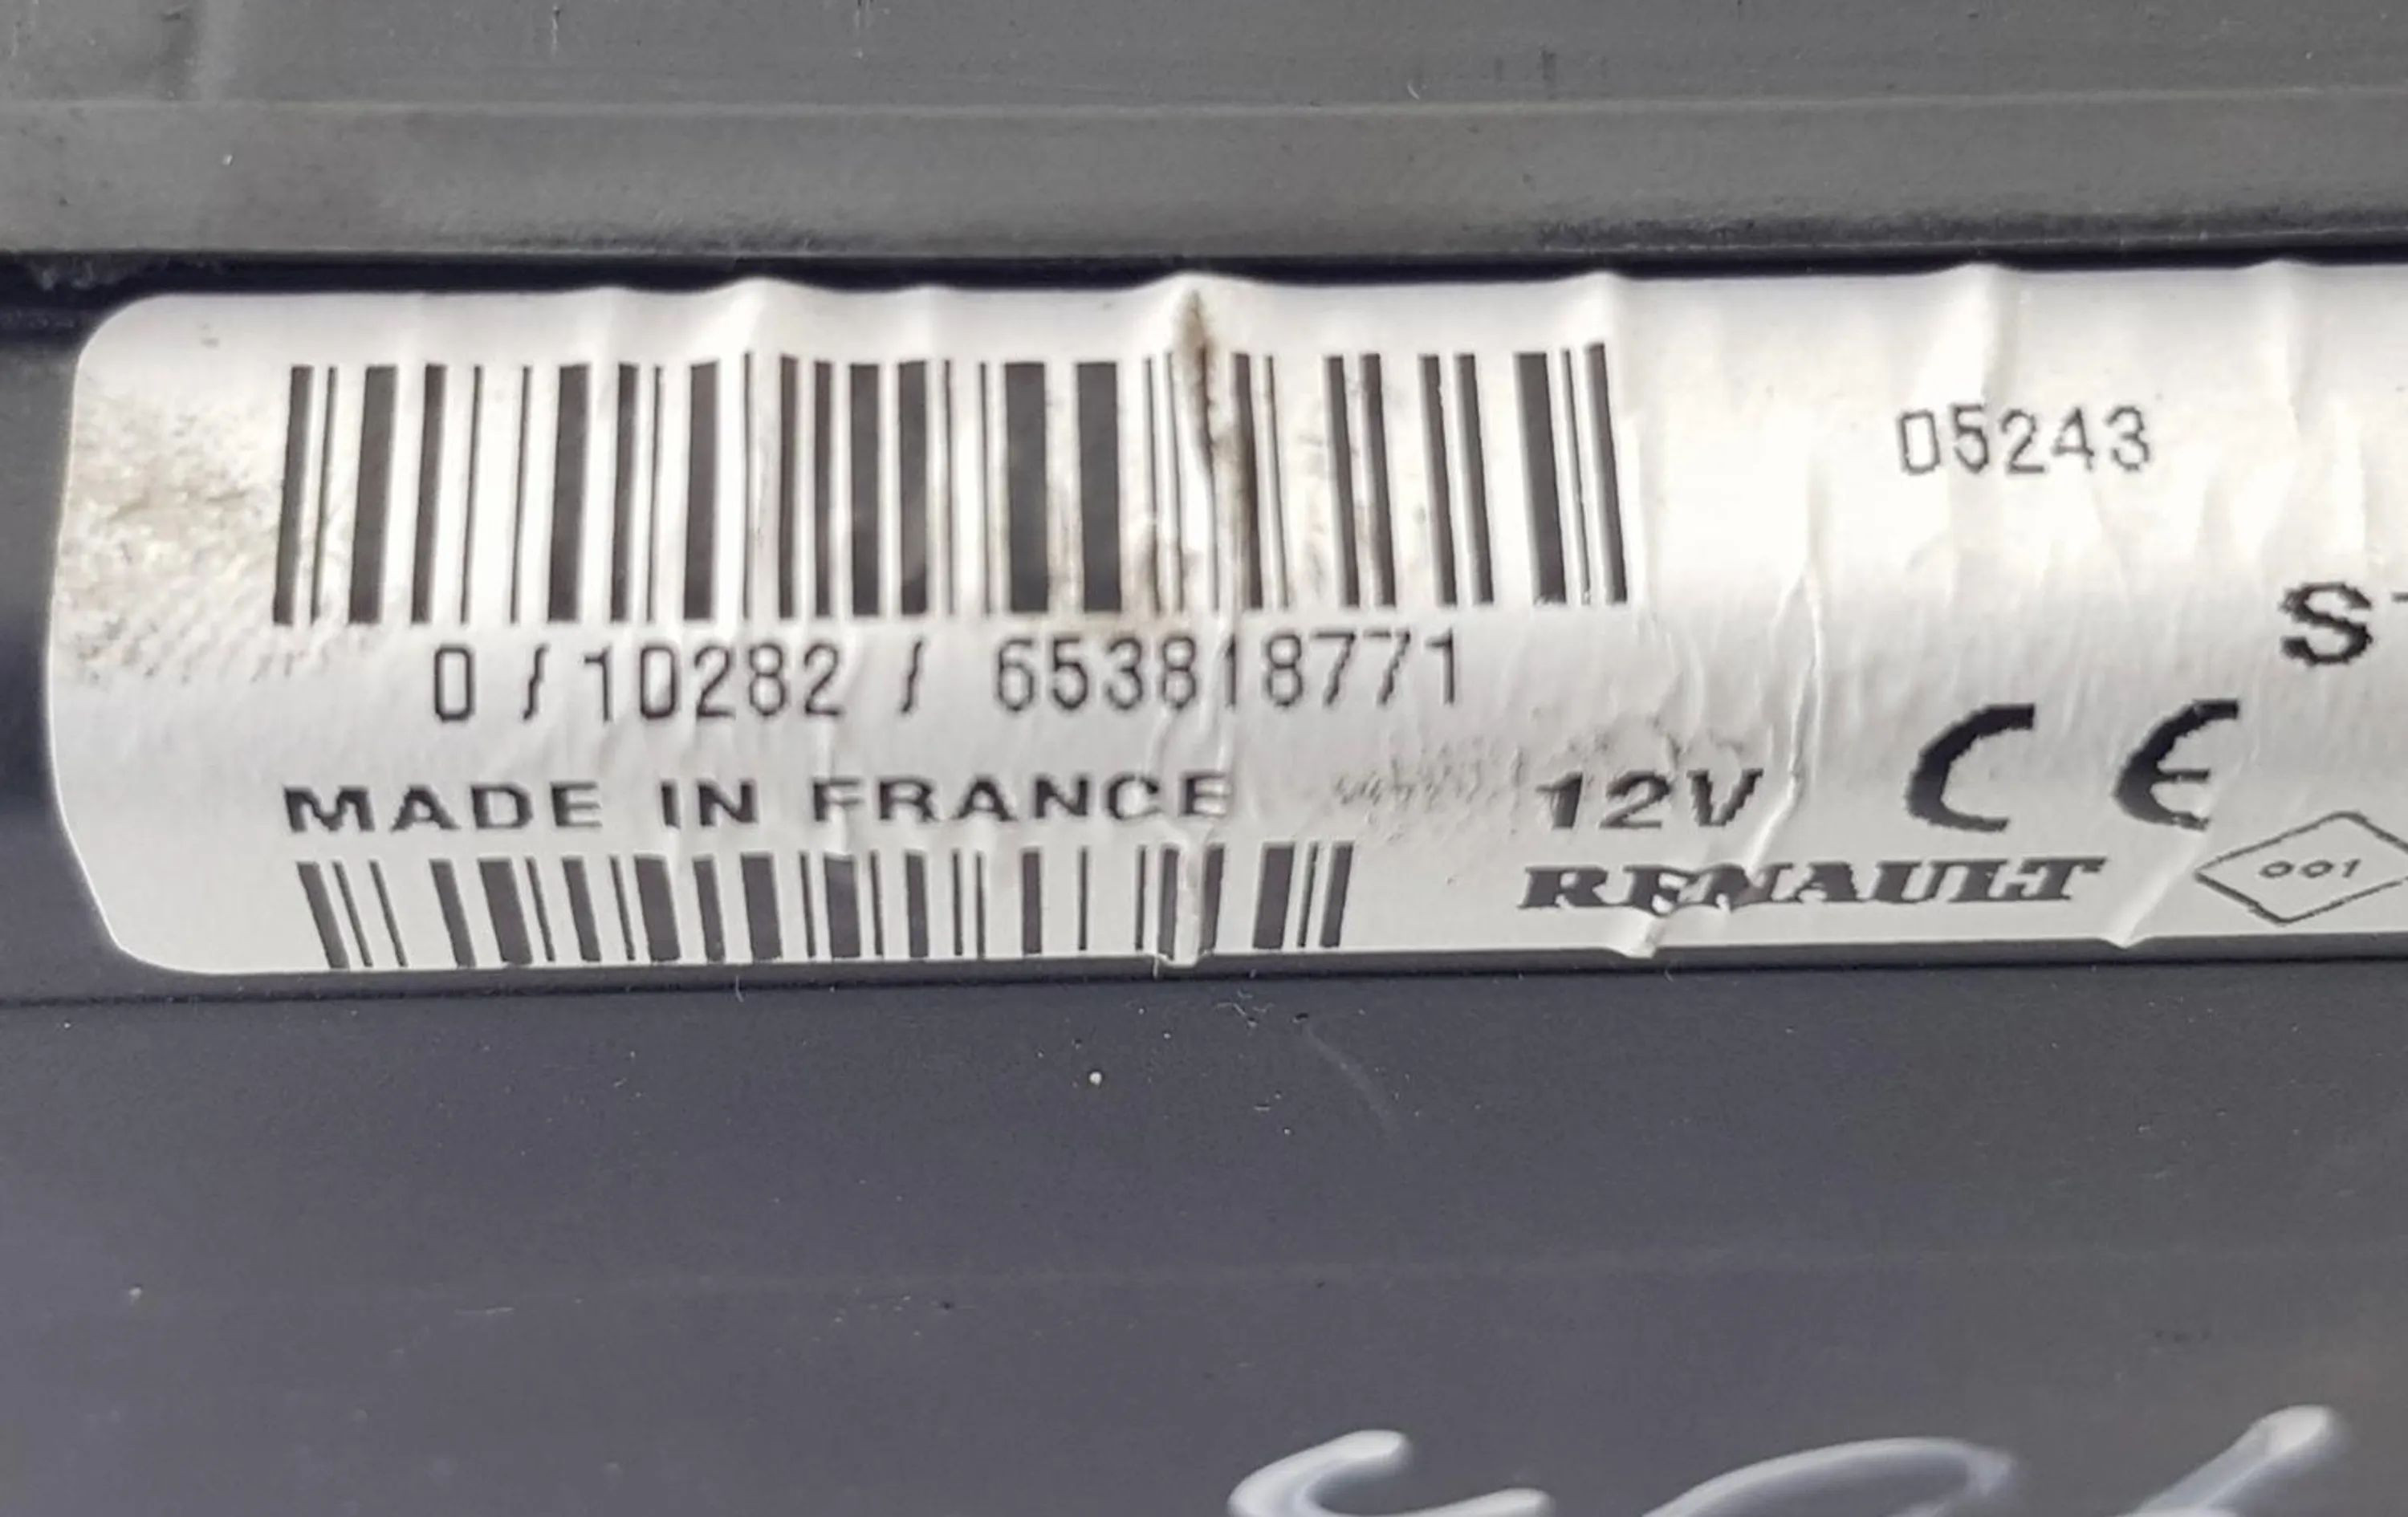 05243
0 / 10282 / 653818771
MADE IN FRANCE
12V CE
RENAULT 001